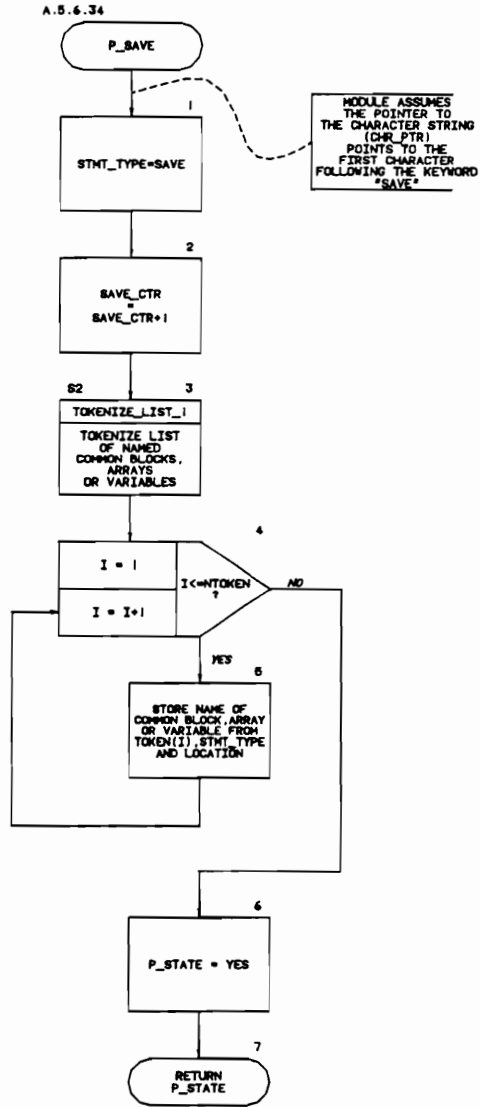 A.5.6.34
P_SAVE
1
STMT_TYPE=SAVE
MODULE ASSUMES
THE POINTER TO
THE CHARACTER STRING
(CHR_PTR)
POINTS TO THE
FIRST CHARACTER
FOLLOWING THE KEYWORD
"SAVE"
2
SAVE_CTR
=
SAVE_CTR+1
S2 3
TOKENIZE_LIST_1
TOKENIZE LIST
OF NAMED
COMMON BLOCKS,
ARRAYS
OR VARIABLES
4
I = 1
I<=NTOKEN
?
NO
I = I+1
YES
5
STORE NAME OF
COMMON BLOCK,ARRAY
OR VARIABLE FROM
TOKEN(I),STMT_TYPE
AND LOCATION
6
P_STATE = YES
7
RETURN
P_STATE